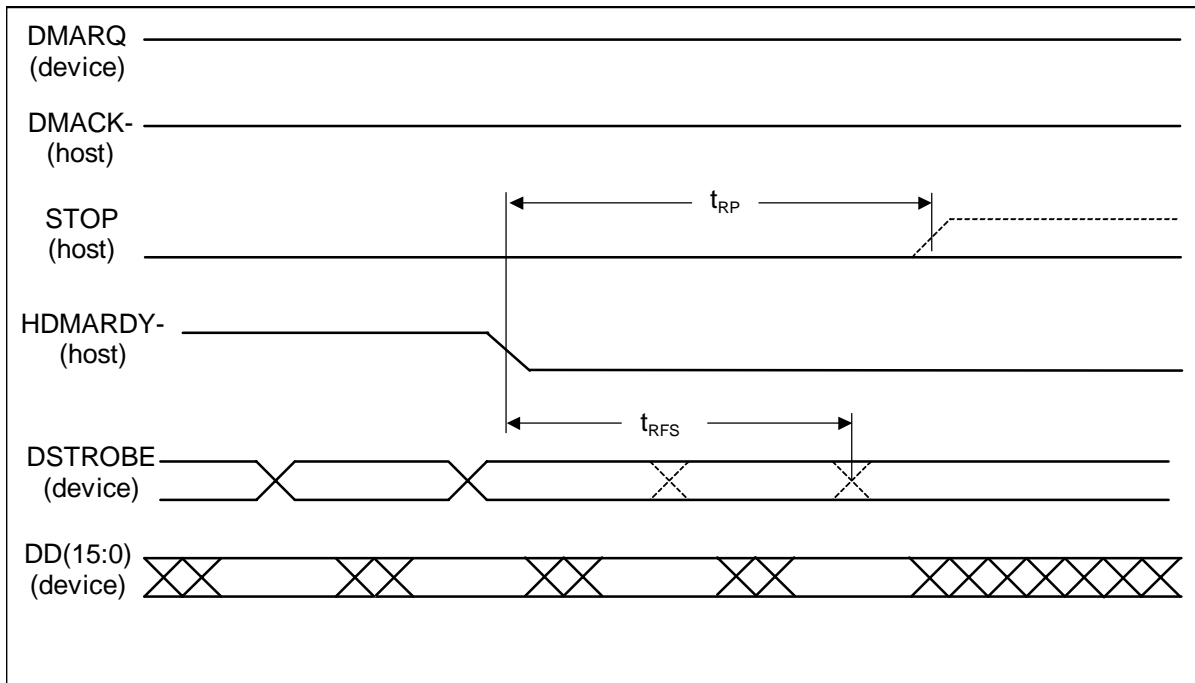 DMARQ
(device)
DMACK-
(host)
STOP
(host)
tRP
HDMARDY-
(host)
tRFS
DSTROBE
(device)
DD(15:0)
(device)